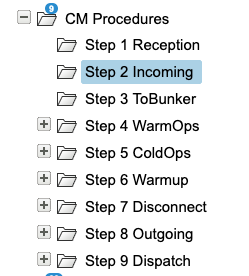 9
CM Procedures
Step 1 Reception
Step 2 Incoming
Step 3 ToBunker
Step 4 WarmOps
Step 5 ColdOps
Step 6 Warmup
Step 7 Disconnect
Step 8 Outgoing
Step 9 Dispatch